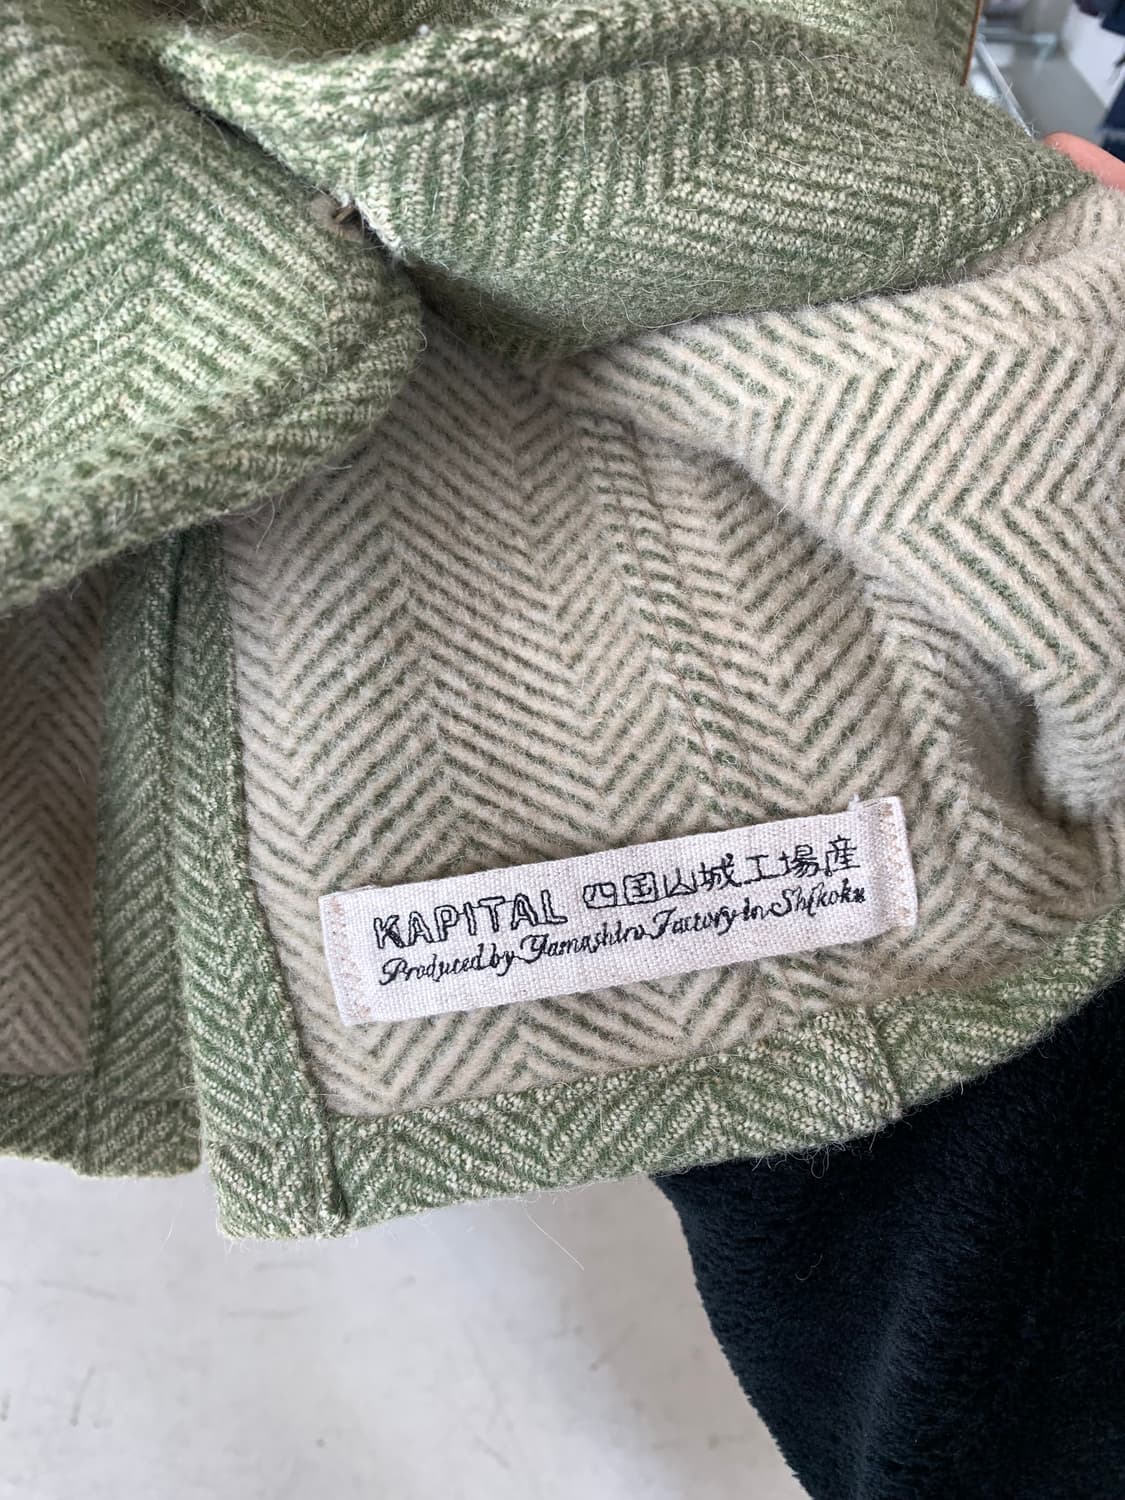 KAPITAL 四国山城工場産
Produced by Yamashiro Factory in Shikoku